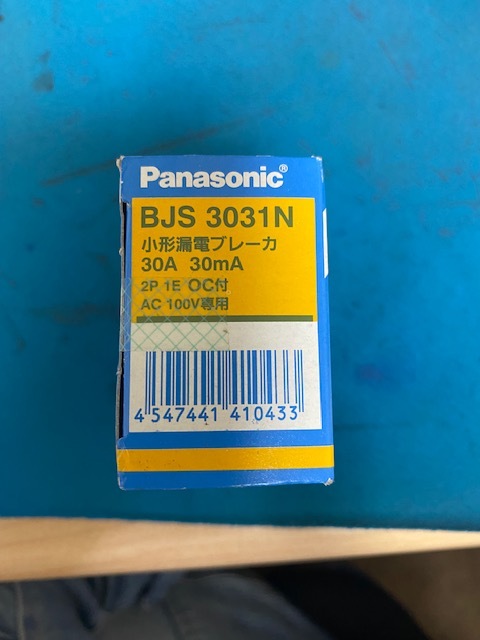 Panasonic®
BJS 3031N
小形漏電ブレーカ
30A 30mA
2P 1E OC付
AC 100V専用
4 547441 410433